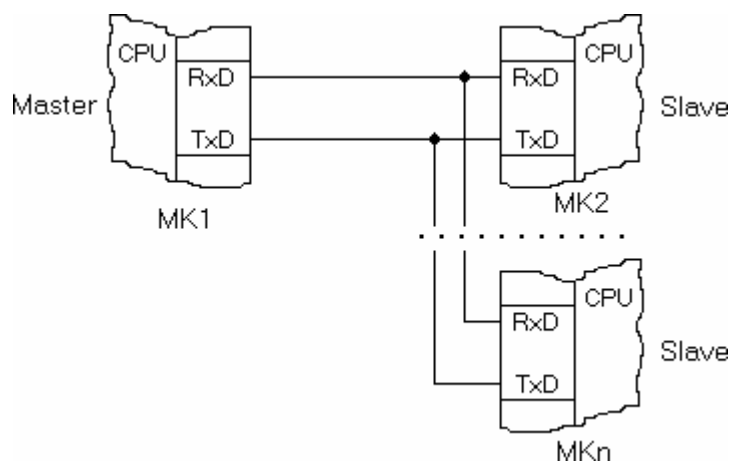 CPU
RxD
TxD
Master
MK1
CPU
RxD
TxD
Slave
MK2
CPU
RxD
TxD
Slave
MKn